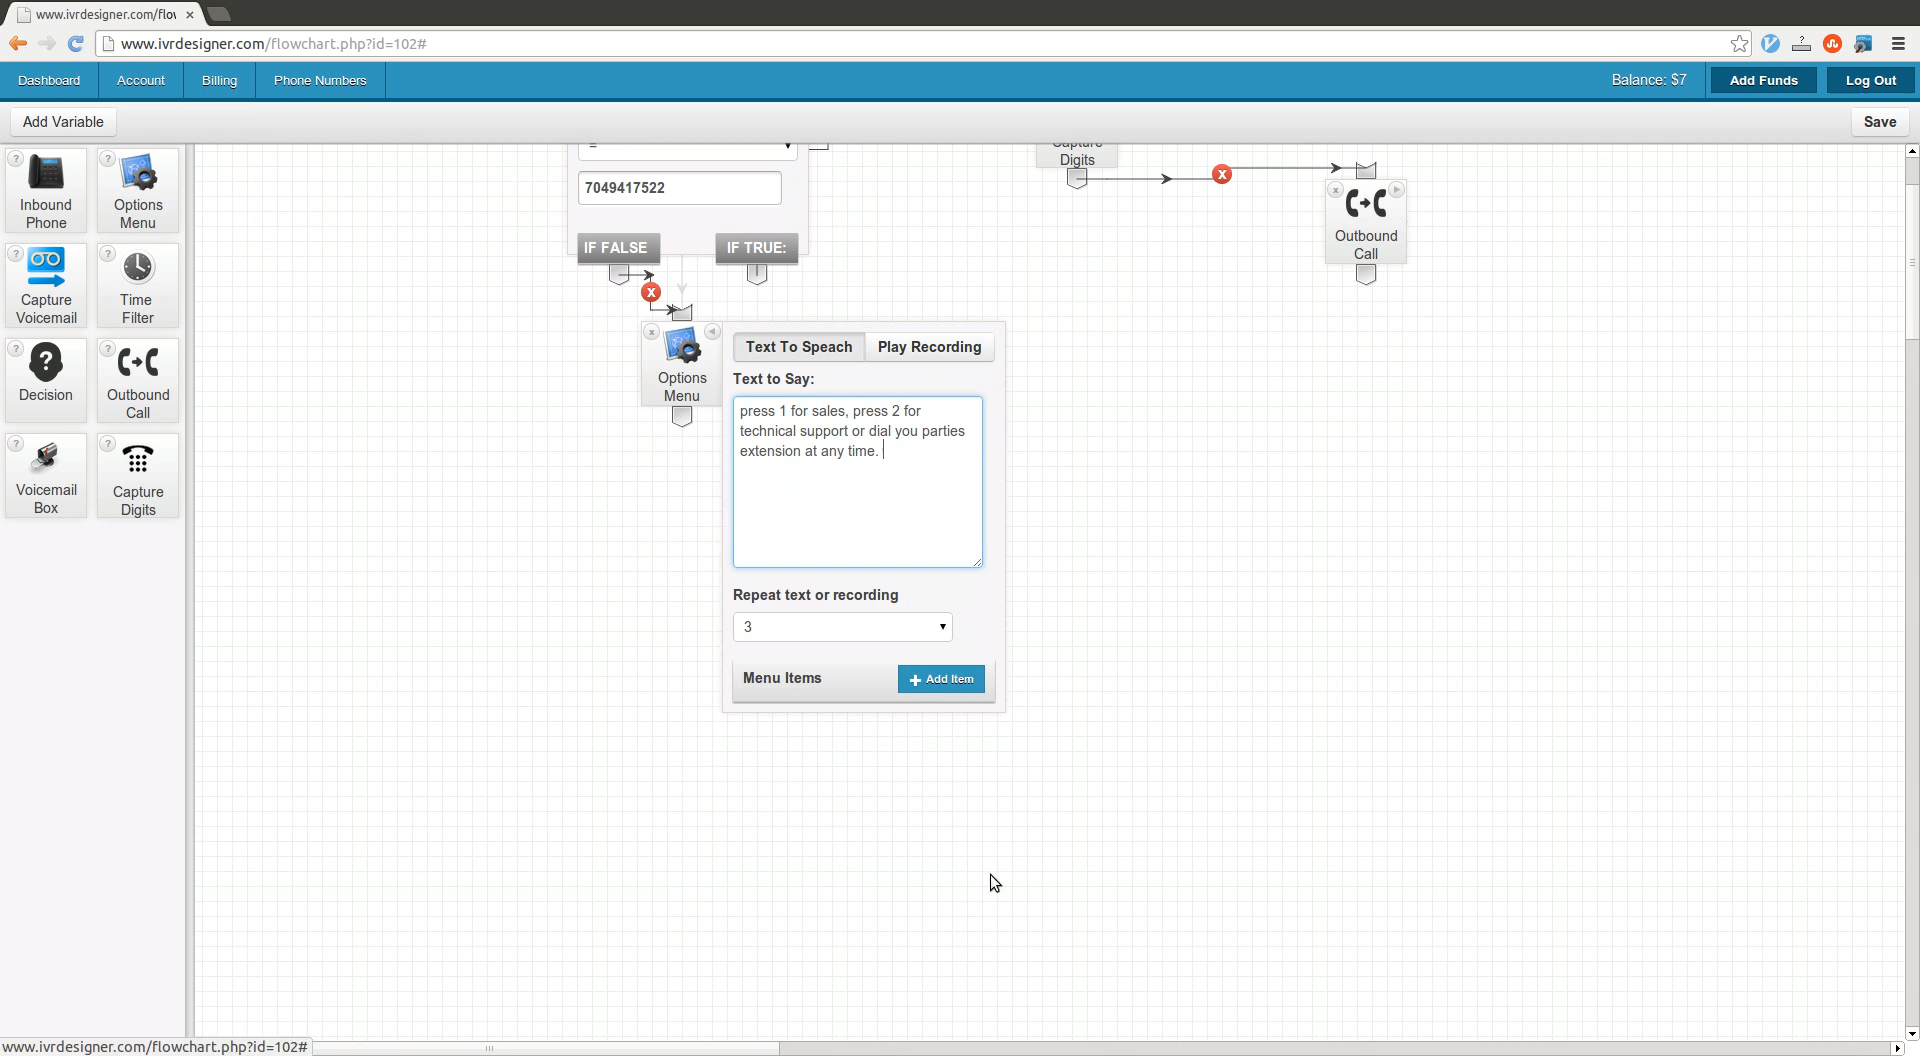 www.ivrdesigner.com/flow
www.ivrdesigner.com/flowchart.php?id=102#
Dashboard Account Billing Phone Numbers Balance: $7 Add Funds Log Out
Add Variable Save
Inbound Phone
Options Menu
Capture Voicemail
Time Filter
Decision
Outbound Call
Voicemail Box
Capture Digits
=
7049417522
IF FALSE IF TRUE:
Capture
Digits
Outbound
Call
Options
Menu
Text To Speach Play Recording
Text to Say:
press 1 for sales, press 2 for
technical support or dial you parties
extension at any time.
Repeat text or recording
3
Menu Items Add Item
www.ivrdesigner.com/flowchart.php?id=102#